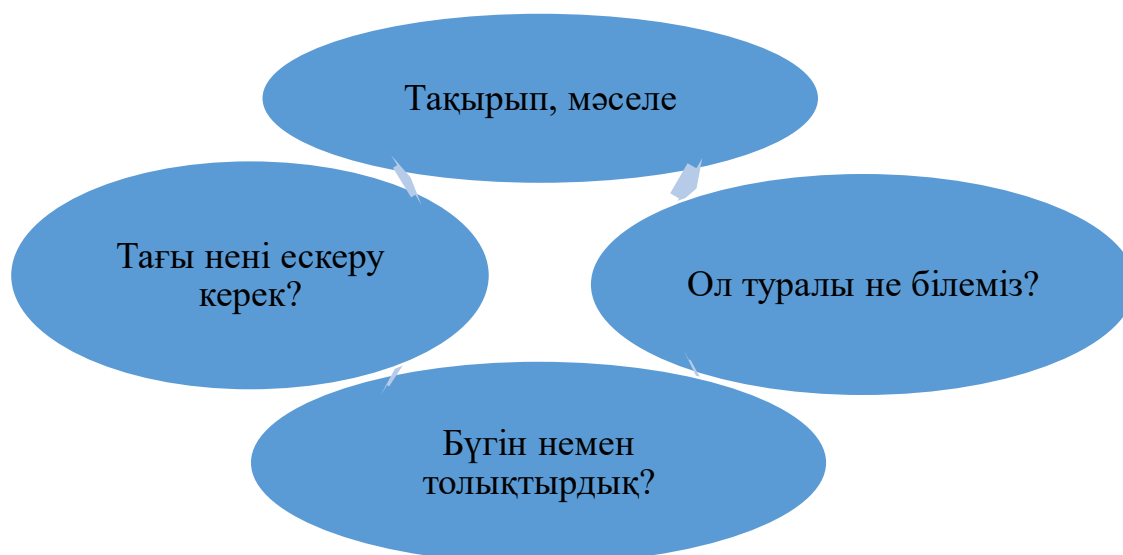 Тақырып, мәселе
Тағы нені ескеру
керек?
Ол туралы не білеміз?
Бүгін немен
толықтырдық?